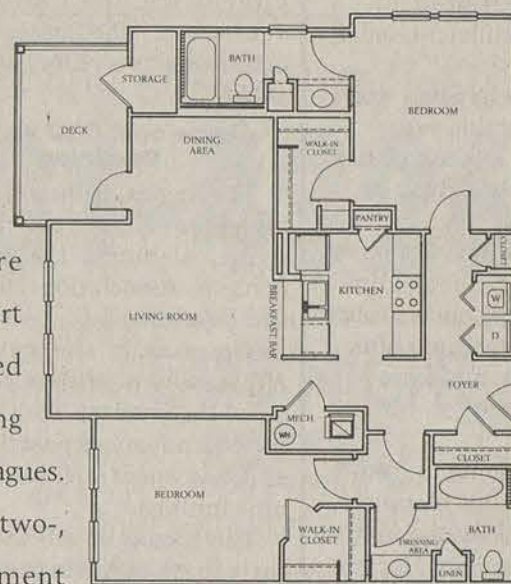 BATH
STORAGE
BEDROOM
DECK
DINING
AREA
WALK-IN
CLOSET
PANTRY
CLOSET
KITCHEN
W
LIVING ROOM
BREAKFAST BAR
D
FOYER
MECH.
WH
CLOSET
BEDROOM
WALK-IN
CLOSET
DRESSING
AREA
BATH
LINEN
re
rt
ed
ng
agues.
two-,
ment